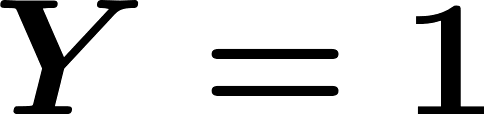 Y = 1